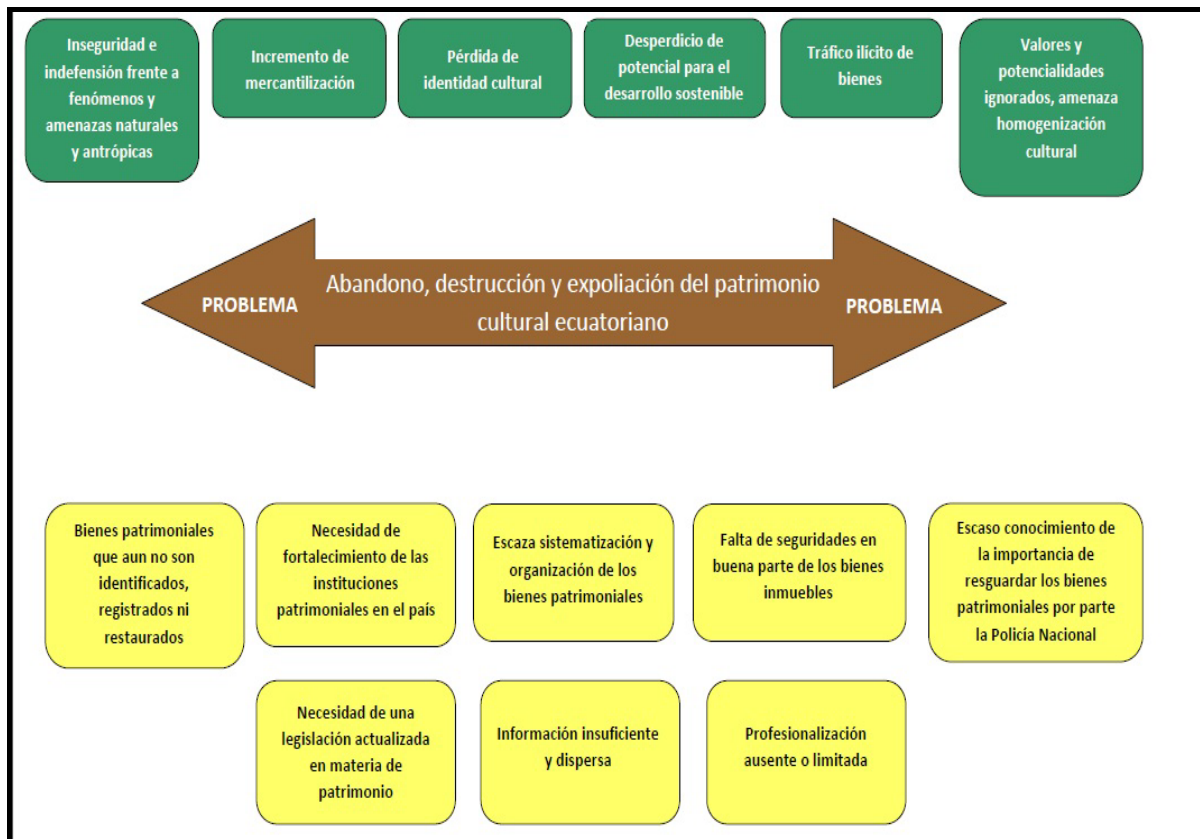 Inseguridad e
indefensión frente a
fenómenos y
amenazas naturales
y antrópicas
Incremento de
mercantilización
Pérdida de
identidad cultural
Desperdicio de
potencial para el
desarrollo sostenible
Tráfico ilícito de
bienes
Valores y
potencialidades
ignorados, amenaza
homogenización
cultural
PROBLEMA
Abandono, destrucción y expoliación del patrimonio
cultural ecuatoriano
PROBLEMA
Bienes patrimoniales
que aun no son
identificados,
registrados ni
restaurados
Necesidad de
fortalecimiento de las
instituciones
patrimoniales en el país
Escaza sistematización y
organización de los
bienes patrimoniales
Falta de seguridades en
buena parte de los bienes
inmuebles
Escaso conocimiento de
la importancia de
resguardar los bienes
patrimoniales por parte
la Policía Nacional
Necesidad de una
legislación actualizada
en materia de
patrimonio
Información insuficiente
y dispersa
Profesionalización
ausente o limitada